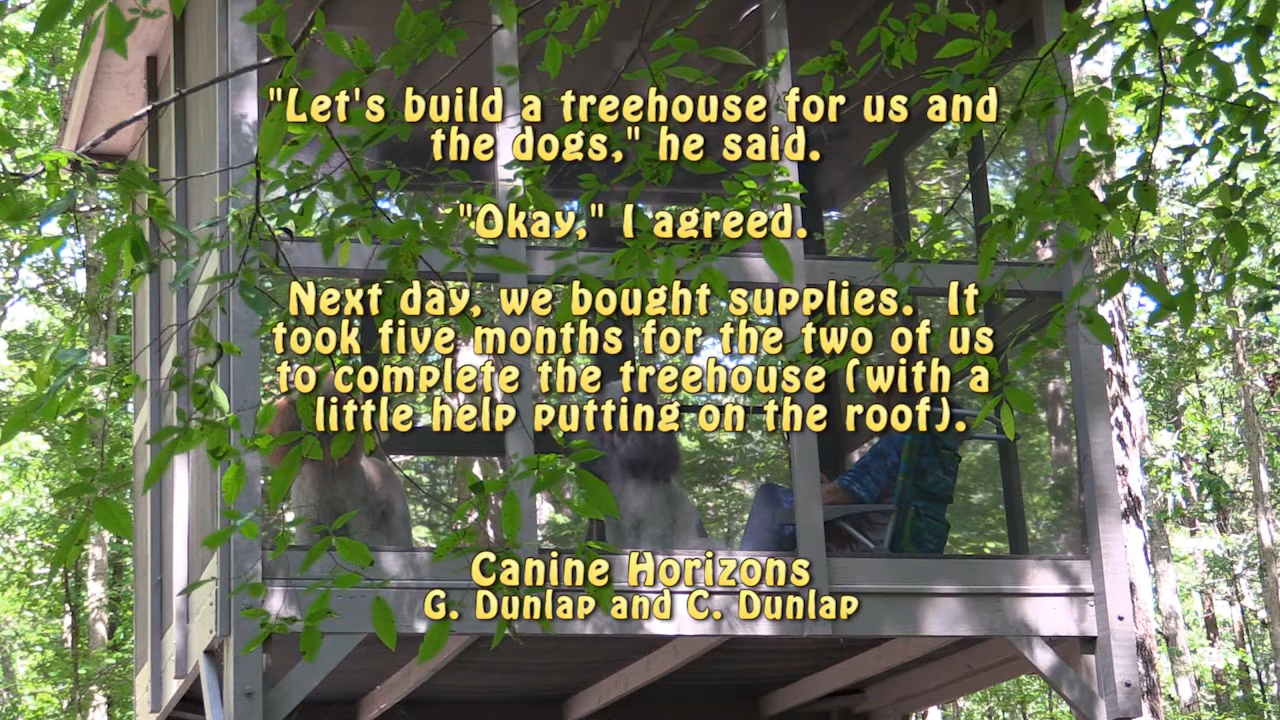 "Let's build a treehouse for us and
the dogs," he said.
"Okay," I agreed.
Next day, we bought supplies.  It
took five months for the two of us
to complete the treehouse (with a
little help putting on the roof).
Canine Horizons
G. Dunlap and C. Dunlap